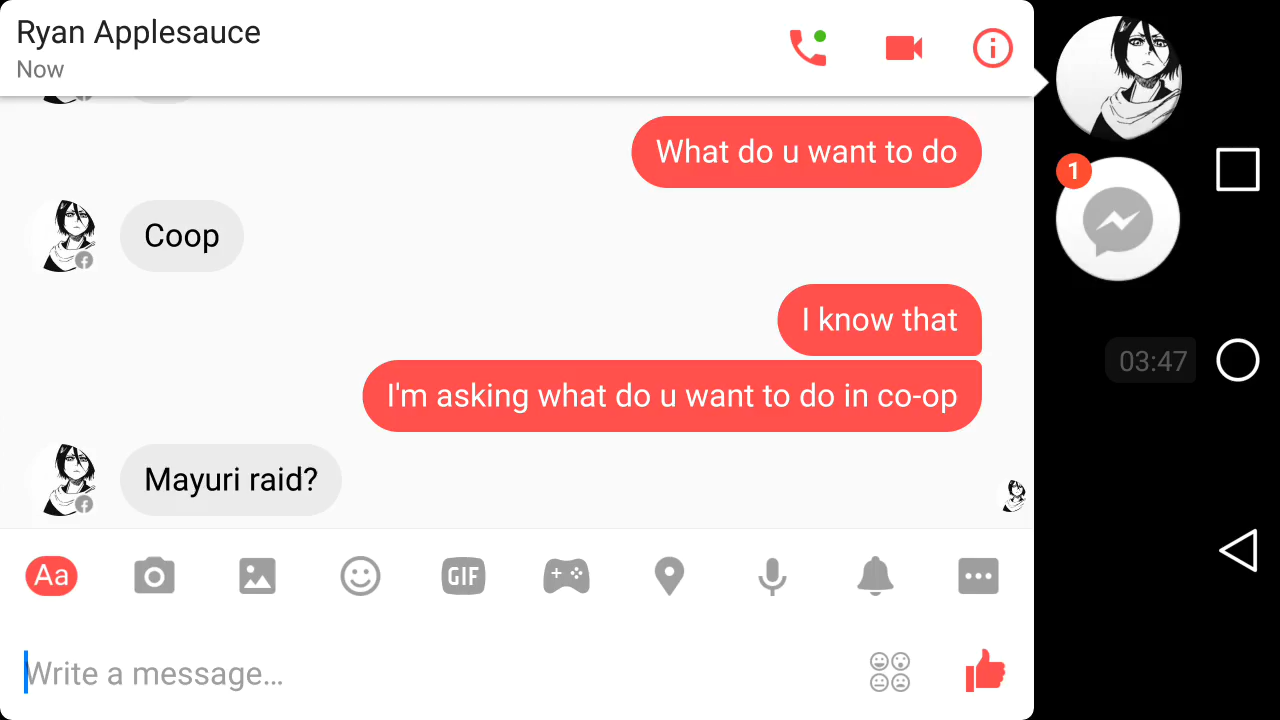 Ryan Applesauce
Now
What do u want to do
Coop
I know that
I'm asking what do u want to do in co-op
Mayuri raid?
Aa
GIF
Write a message...
1
03:47